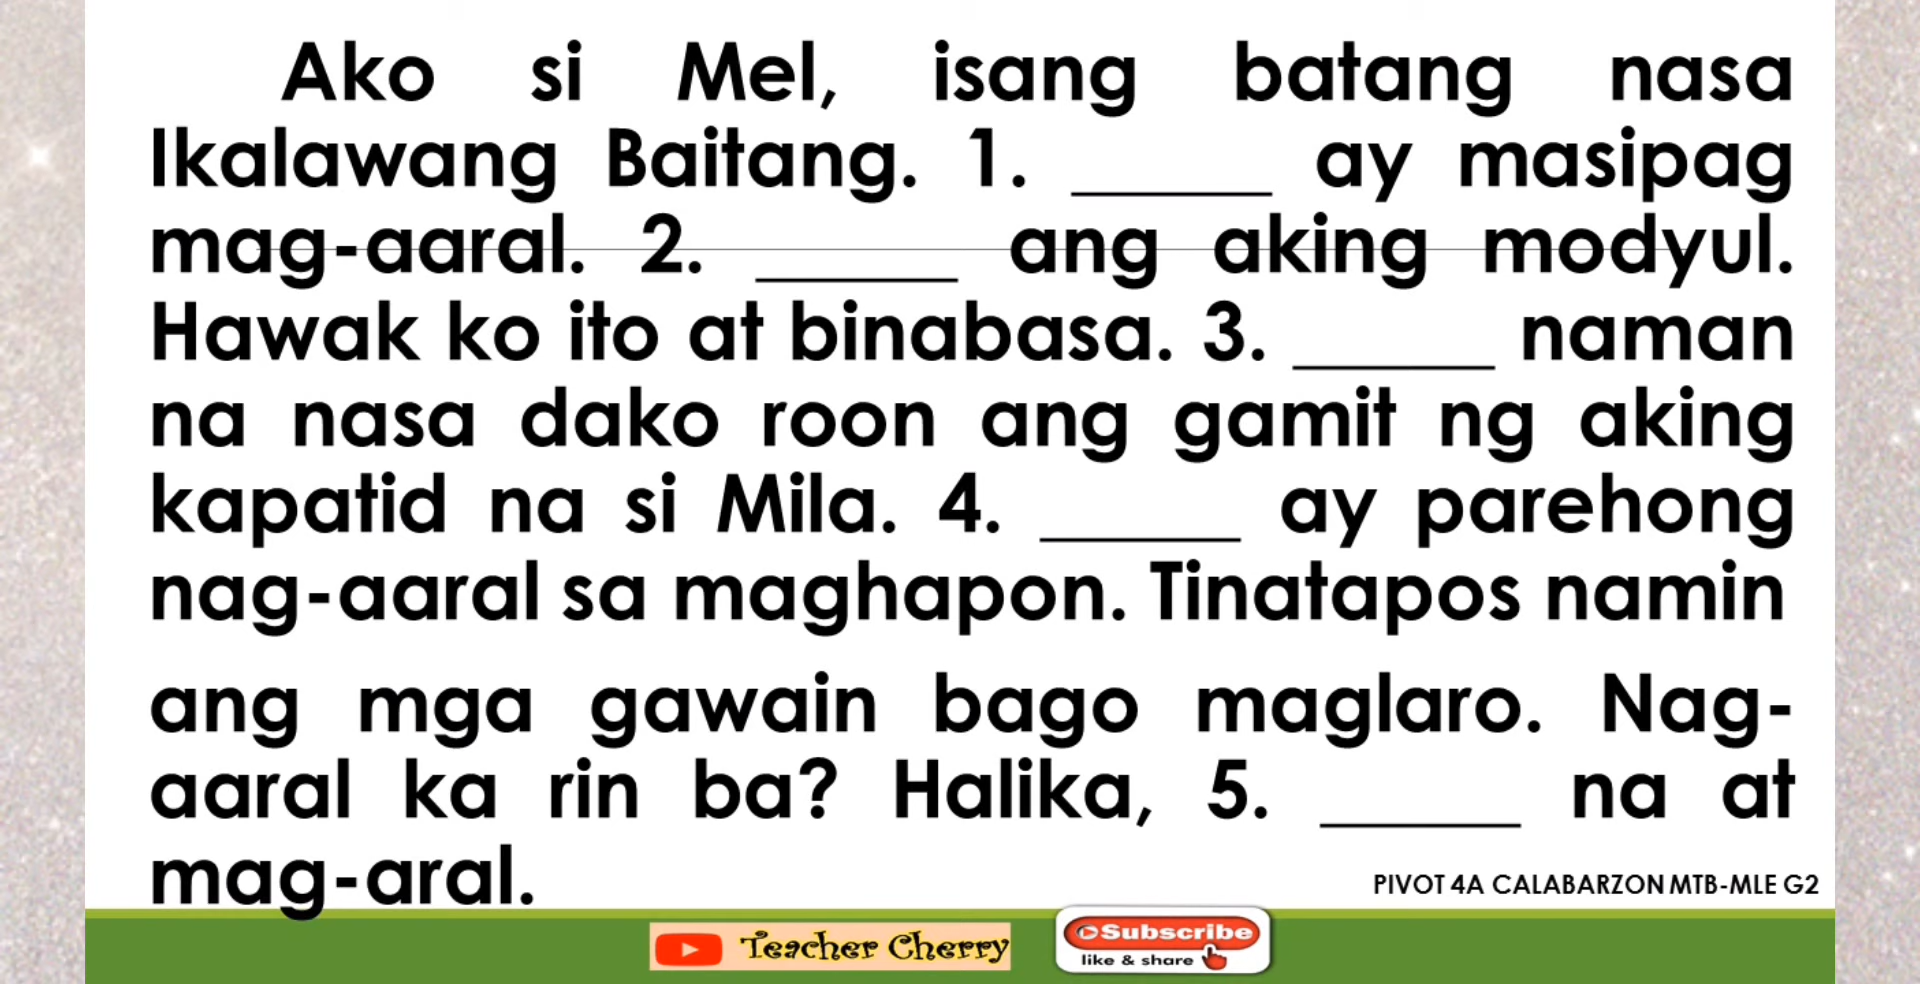 Ako si Mel, isang batang nasa
Ikalawang Baitang. 1. ______ ay masipag
mag-aaral. 2. ______ ang aking modyul.
Hawak ko ito at binabasa. 3. ______ naman
na nasa dako roon ang gamit ng aking
kapatid na si Mila. 4. ______ ay parehong
nag-aaral sa maghapon. Tinatapos namin
ang mga gawain bago maglaro. Nag-
aaral ka rin ba? Halika, 5. ______ na at
mag-aral.
PIVOT 4A CALABARZON MTB-MLE G2
Teacher Cherry
Subscribe
like & share